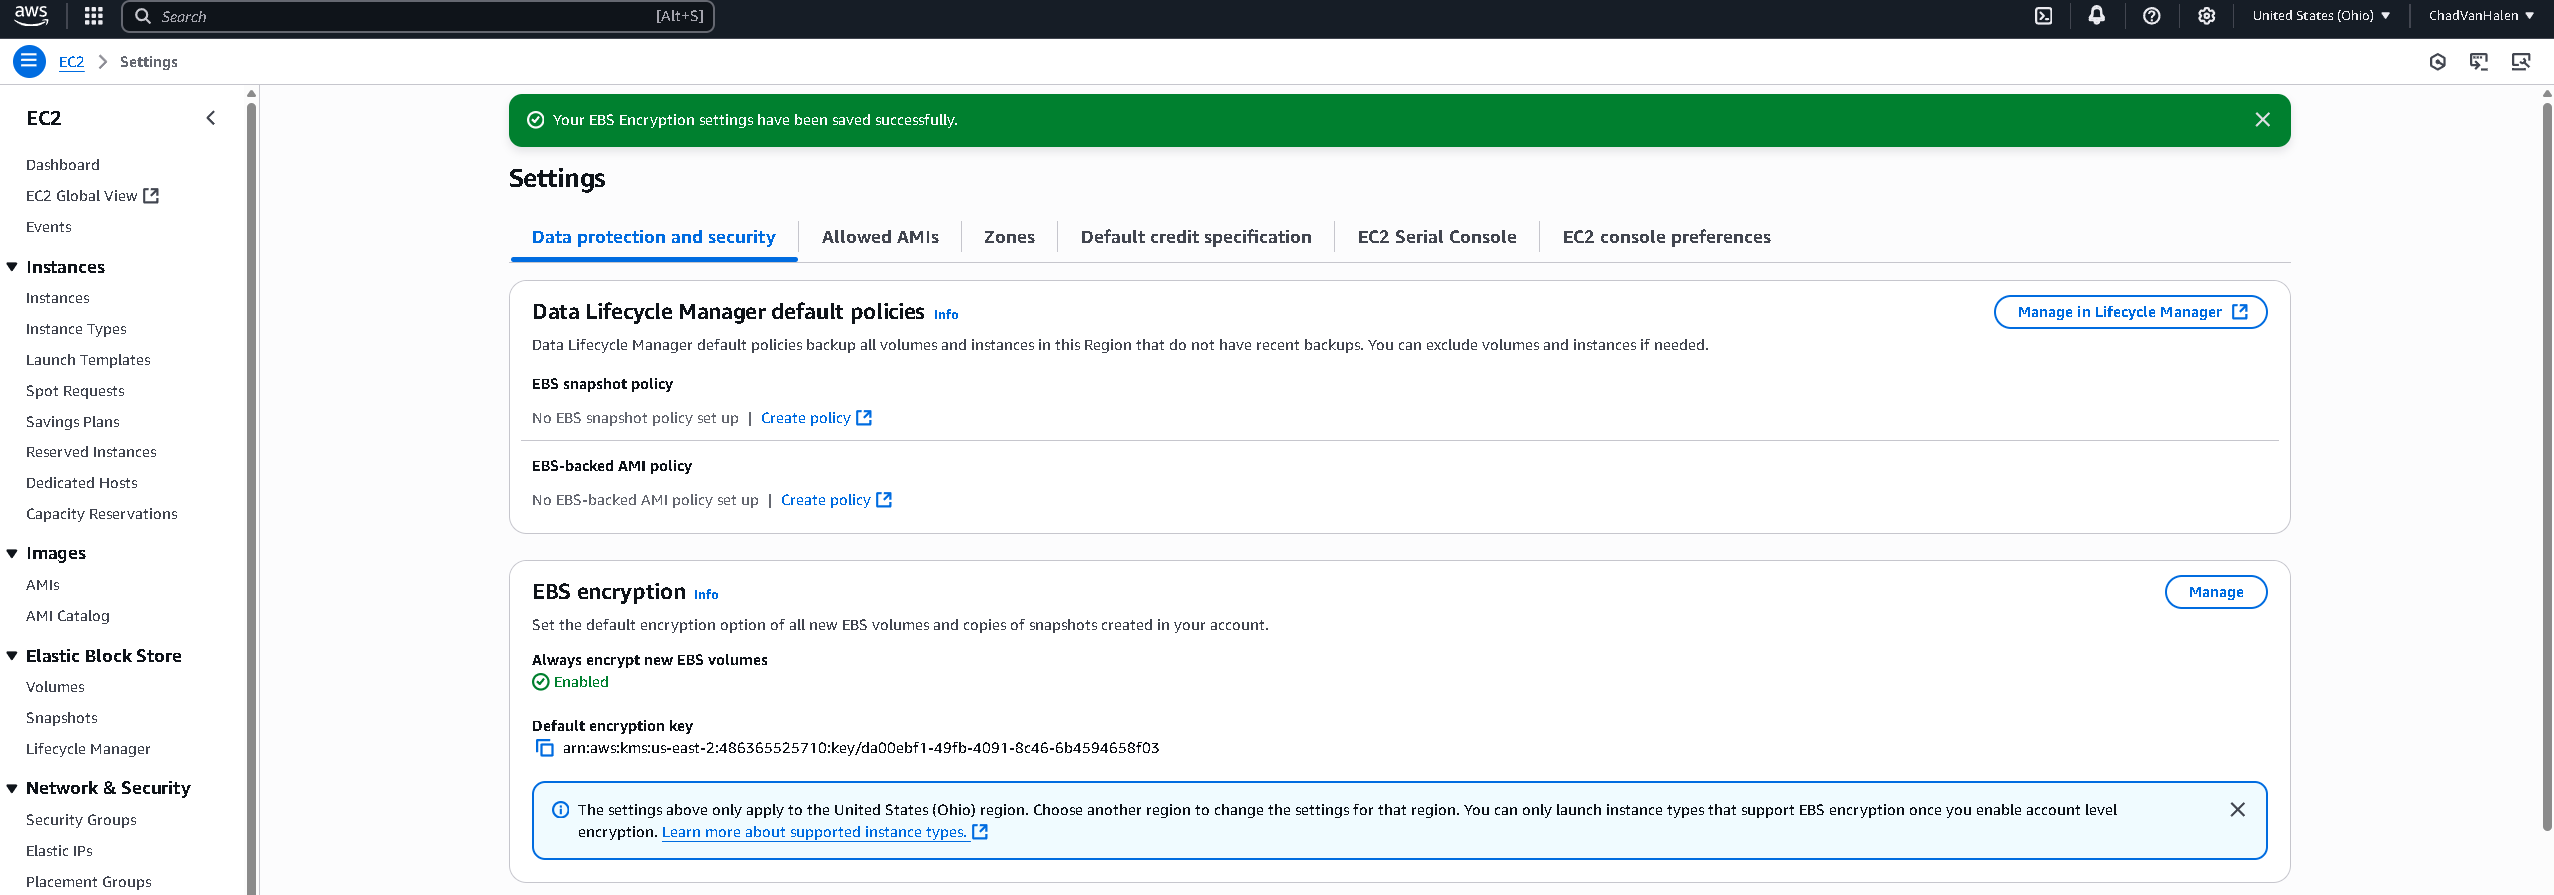 aws
Search [Alt+S]
United States (Ohio)
ChadVanHalen
EC2
Settings
EC2
Dashboard
EC2 Global View
Events
Instances
Instances
Instance Types
Launch Templates
Spot Requests
Savings Plans
Reserved Instances
Dedicated Hosts
Capacity Reservations
Images
AMIs
AMI Catalog
Elastic Block Store
Volumes
Snapshots
Lifecycle Manager
Network & Security
Security Groups
Elastic IPs
Placement Groups
Your EBS Encryption settings have been saved successfully.
Settings
Data protection and security
Allowed AMIs
Zones
Default credit specification
EC2 Serial Console
EC2 console preferences
Data Lifecycle Manager default policies Info
Manage in Lifecycle Manager
Data Lifecycle Manager default policies backup all volumes and instances in this Region that do not have recent backups. You can exclude volumes and instances if needed.
EBS snapshot policy
No EBS snapshot policy set up | Create policy
EBS-backed AMI policy
No EBS-backed AMI policy set up | Create policy
EBS encryption Info
Manage
Set the default encryption option of all new EBS volumes and copies of snapshots created in your account.
Always encrypt new EBS volumes
Enabled
Default encryption key
arn:aws:kms:us-east-2:486365525710:key/da00ebf1-49fb-4091-8c46-6b4594658f03
The settings above only apply to the United States (Ohio) region. Choose another region to change the settings for that region. You can only launch instance types that support EBS encryption once you enable account level
encryption. Learn more about supported instance types.